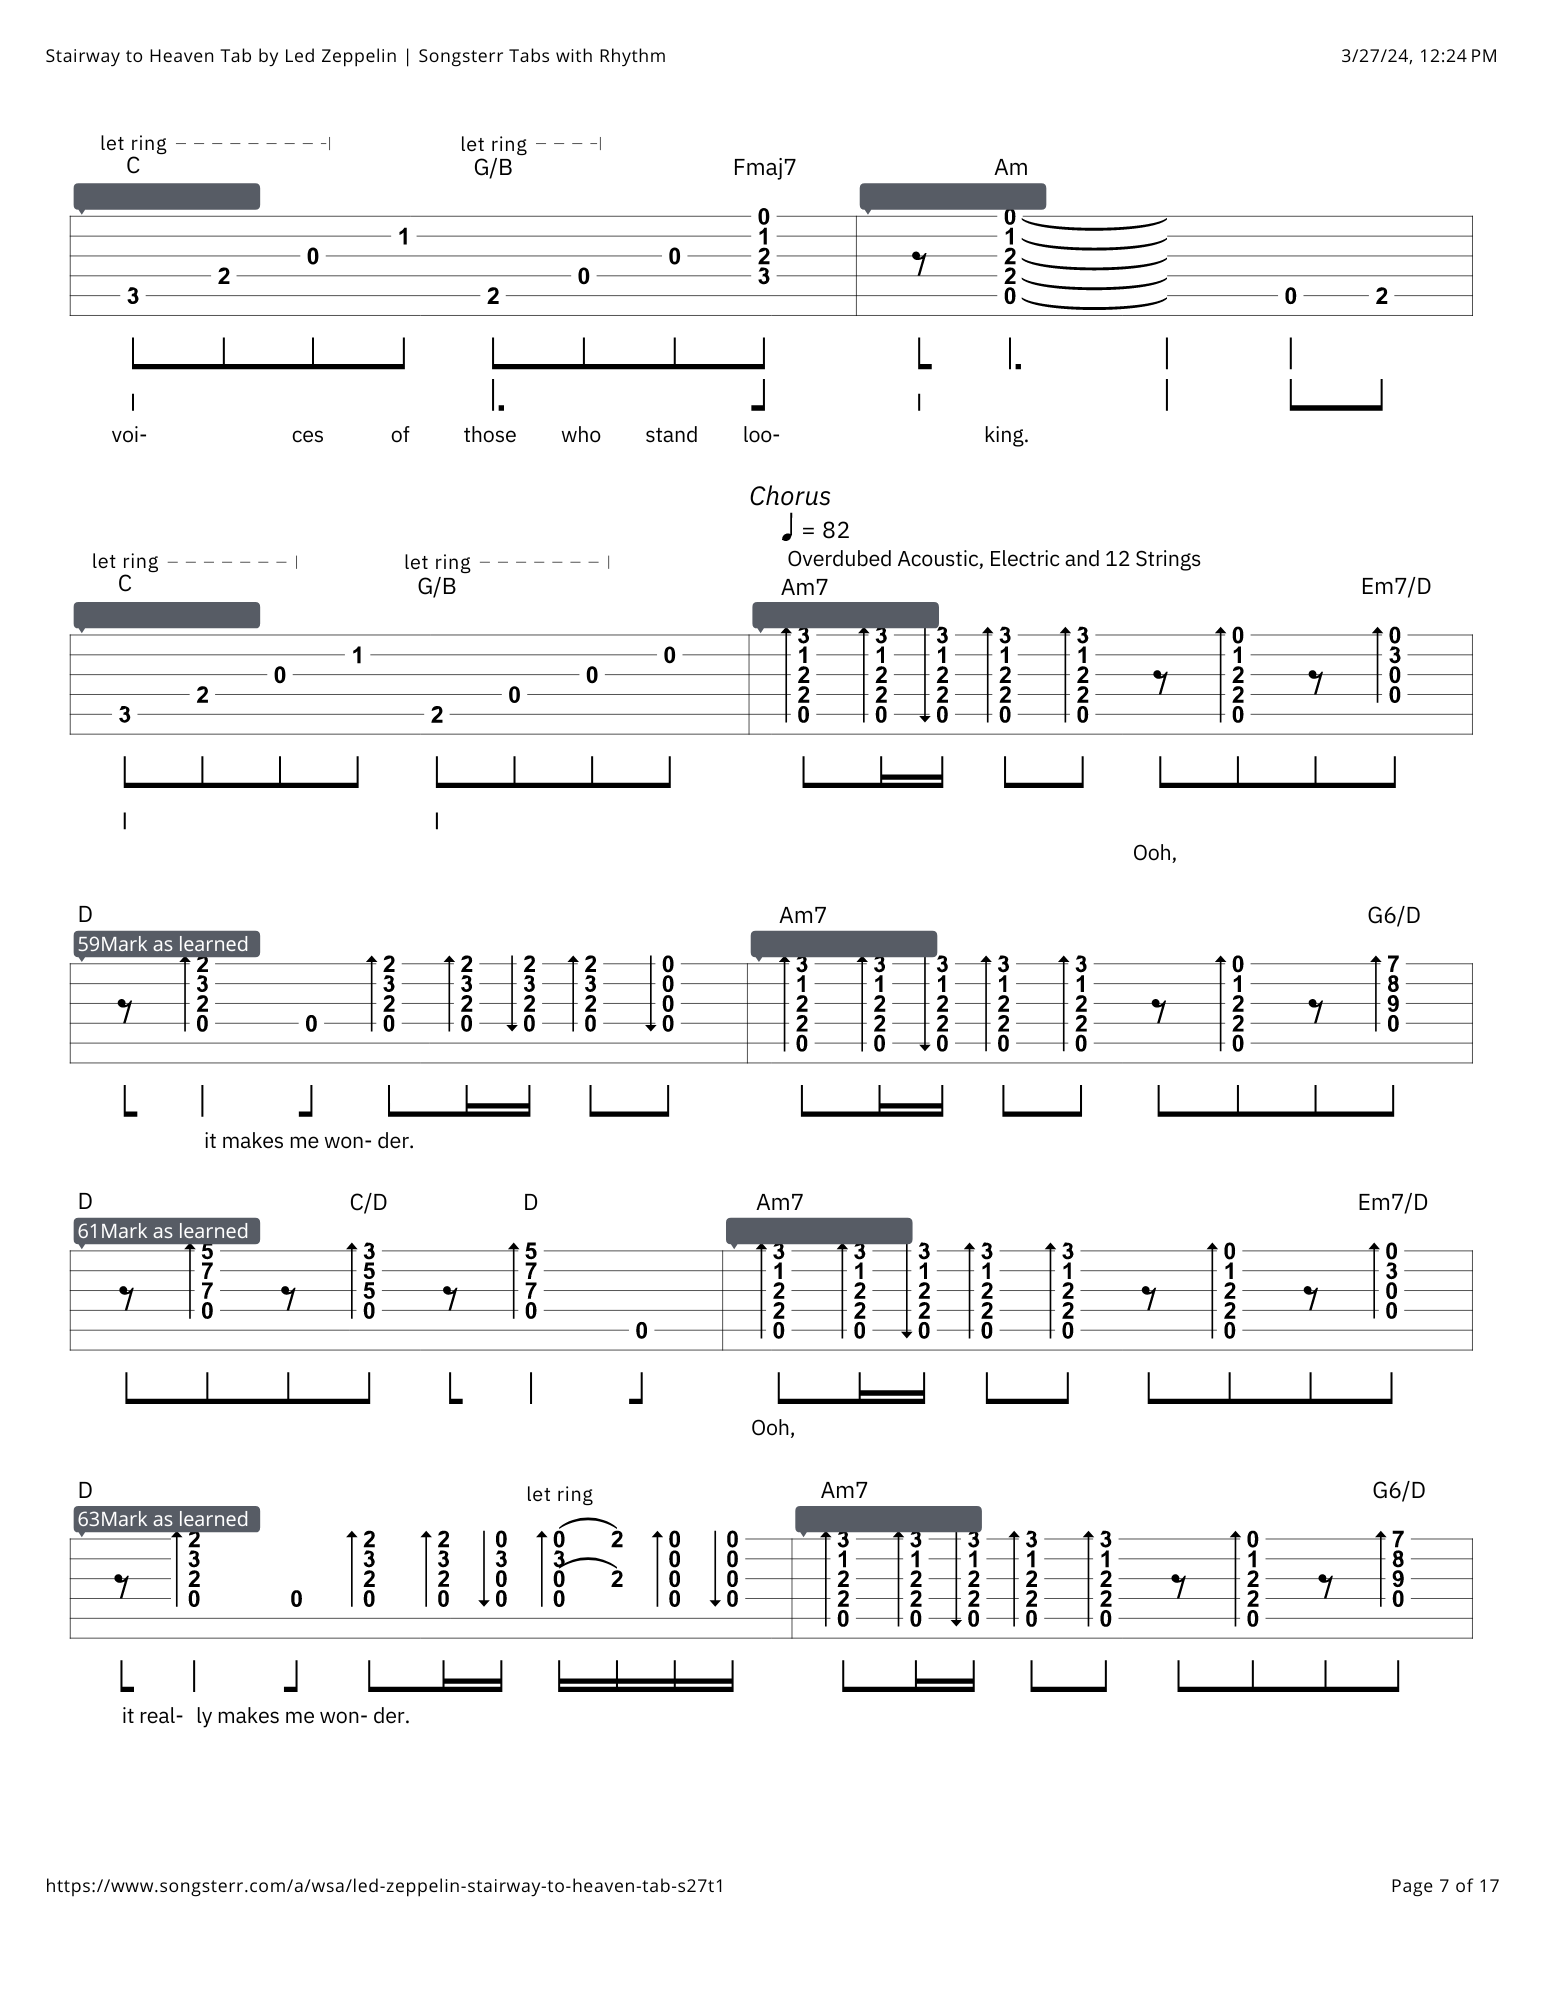 Stairway to Heaven Tab by Led Zeppelin | Songsterr Tabs with Rhythm 3/27/24, 12:24 PM
let ring let ring
C G/B Fmaj7 Am
0 0
1 1 1
0 0 2 2
2 0 3 2
3 2 0 0 2
voi- ces of those who stand loo- king.
Chorus
♩ = 82
let ring let ring Overdubed Acoustic, Electric and 12 Strings
C G/B Am7 Em7/D
3 3 3 3 3 0 0
1 0 1 1 1 1 1 1 3
0 0 2 2 2 2 2 2 0
2 0 2 2 2 2 2 2 0
3 2 0 0 0 0 0 0
Ooh,
D Am7 G6/D
59Mark as learned
2 2 2 2 2 0 3 3 3 3 3 0 7
3 3 3 3 3 0 1 1 1 1 1 1 8
2 2 2 2 2 0 2 2 2 2 2 2 9
0 0 0 0 0 0 0 2 2 2 2 2 2 0
0 0 0 0 0 0
it makes me won- der.
D C/D D Am7 Em7/D
61Mark as learned
5 3 5 3 3 3 3 3 0 0
7 5 7 1 1 1 1 1 1 3
7 5 7 2 2 2 2 2 2 0
0 0 0 2 2 2 2 2 2 0
0 0 0 0 0 0 0
Ooh,
D let ring Am7 G6/D
63Mark as learned
2 2 2 0 0 2 0 0 3 3 3 3 3 0 7
3 3 3 3 3 0 0 1 1 1 1 1 1 8
2 2 2 0 0 2 0 0 2 2 2 2 2 2 9
0 0 0 0 0 0 0 0 2 2 2 2 2 2 0
0 0 0 0 0 0
it real- ly makes me won- der.
https://www.songsterr.com/a/wsa/led-zeppelin-stairway-to-heaven-tab-s27t1 Page 7 of 17